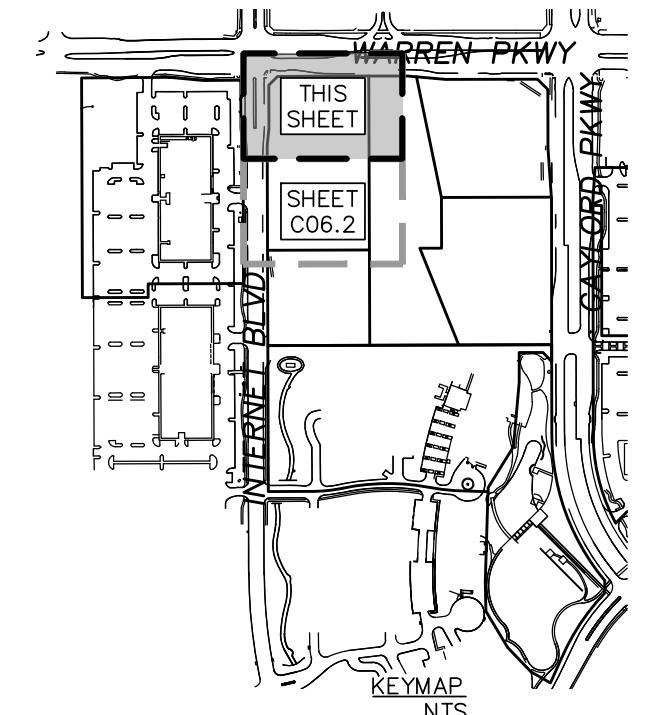 WARREN PKWY
THIS
SHEET
GAYLORD PKWY
SHEET
C06.2
INTERNET BLVD
KEYMAP
NTS